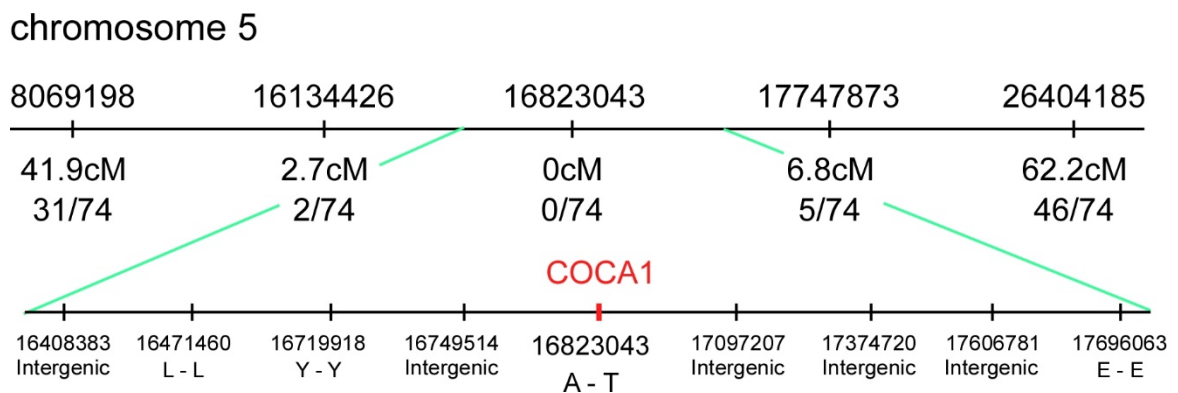 chromosome 5
8069198 16134426 16823043 17747873 26404185
41.9cM 2.7cM 0cM 6.8cM 62.2cM
31/74 2/74 0/74 5/74 46/74
COCA1
16408383 16471460 16719918 16749514 16823043 17097207 17374720 17606781 17696063
Intergenic L - L Y - Y Intergenic A - T Intergenic Intergenic Intergenic E - E